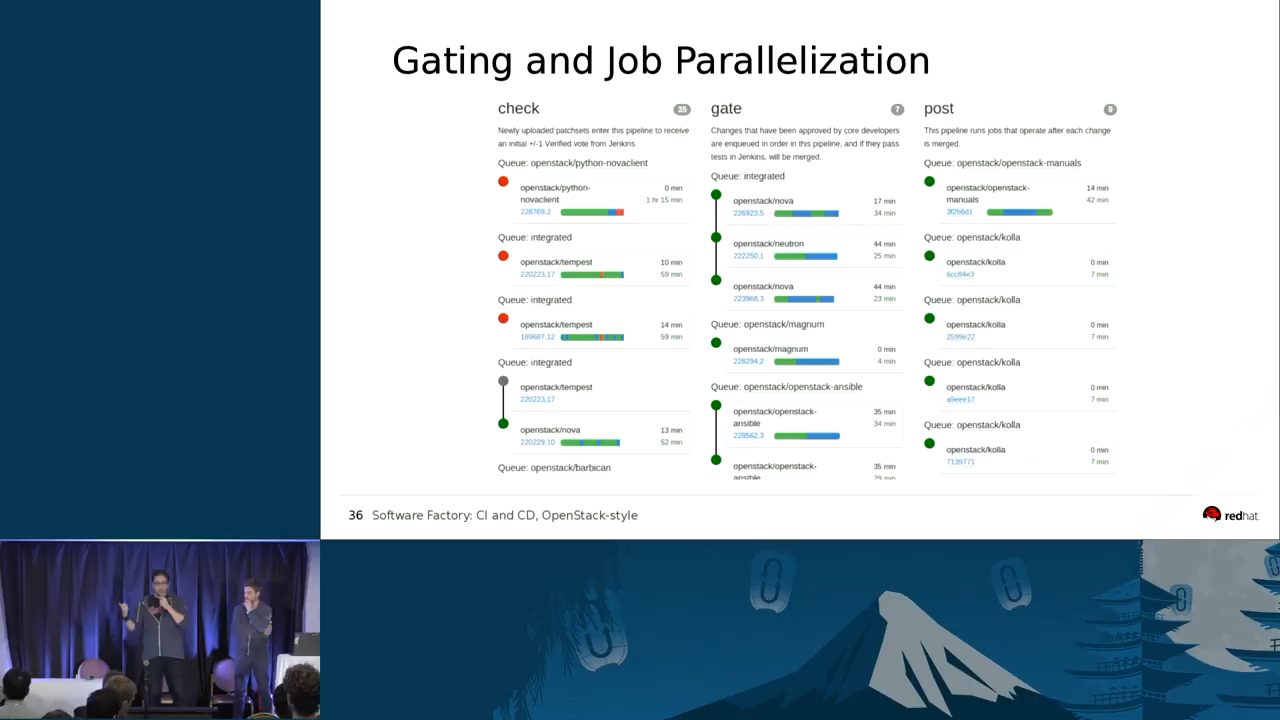 Gating and Job Parallelization
check 35
Newly uploaded patchsets enter this pipeline to receive
an initial +/-1 Verified vote from Jenkins.
Queue: openstack/python-novaclient
openstack/python-
novaclient
0 min
1 hr 15 min
228769,2
Queue: integrated
openstack/tempest 10 min
220223,17 59 min
Queue: integrated
openstack/tempest 14 min
189687,12 59 min
Queue: integrated
openstack/tempest
220223,17
openstack/nova 13 min
220229,10 52 min
Queue: openstack/barbican
gate 7
Changes that have been approved by core developers
are enqueued in order in this pipeline, and if they pass
tests in Jenkins, will be merged.
Queue: integrated
openstack/nova 17 min
226923,5 34 min
openstack/neutron 44 min
222250,1 25 min
openstack/nova 44 min
223968,3 23 min
Queue: openstack/magnum
openstack/magnum 0 min
228294,2 4 min
Queue: openstack/openstack-ansible
openstack/openstack-
ansible
35 min
34 min
228562,3
openstack/openstack-
ansible
35 min
29 min
post 9
This pipeline runs jobs that operate after each change
is merged.
Queue: openstack/openstack-manuals
openstack/openstack-
manuals
14 min
42 min
3f2b6d1
Queue: openstack/kolla
openstack/kolla 0 min
6cc84e3 7 min
Queue: openstack/kolla
openstack/kolla 0 min
2599e22 7 min
Queue: openstack/kolla
openstack/kolla 0 min
a9eee17 7 min
Queue: openstack/kolla
openstack/kolla 0 min
7139771 7 min
36 Software Factory: CI and CD, OpenStack-style
redhat